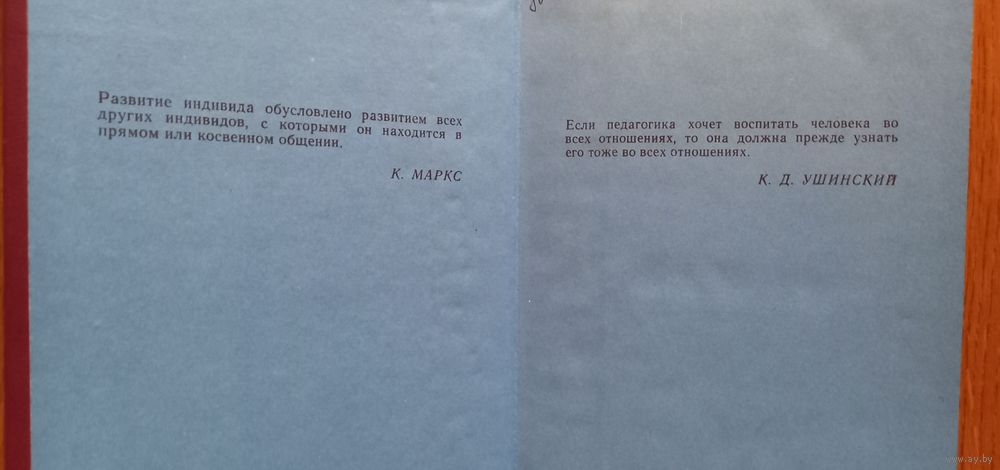 Развитие индивида обусловлено развитием всех
других индивидов, с которыми он находится в
прямом или косвенном общении.
К. МАРКС
Если педагогика хочет воспитать человека во
всех отношениях, то она должна прежде узнать
его тоже во всех отношениях.
К. Д. УШИНСКИЙ
www.ay.by